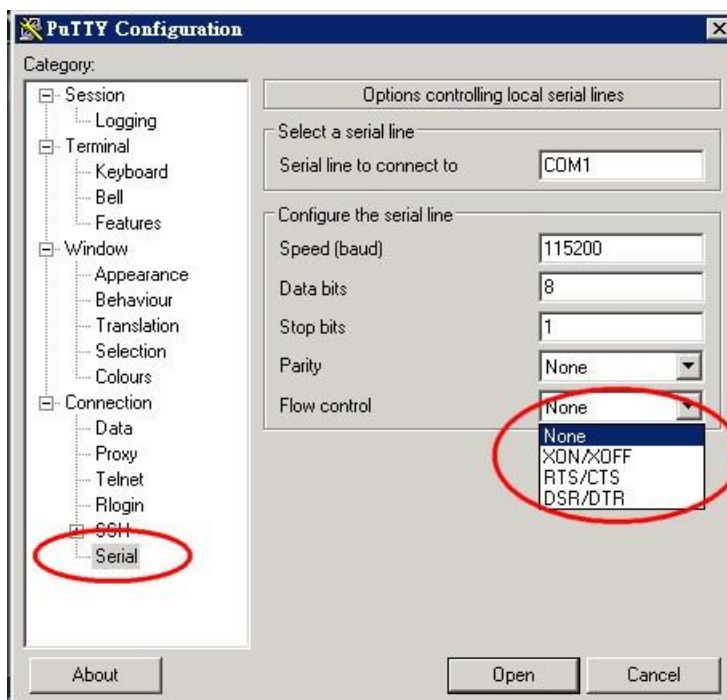 PuTTY Configuration
Category:
Session
Logging
Terminal
Keyboard
Bell
Features
Window
Appearance
Behaviour
Translation
Selection
Colours
Connection
Data
Proxy
Telnet
Rlogin
SSH
Serial
Options controlling local serial lines
Select a serial line
Serial line to connect to COM1
Configure the serial line
Speed (baud) 115200
Data bits 8
Stop bits 1
Parity None
Flow control None
None
XON/XOFF
RTS/CTS
DSR/DTR
About Open Cancel